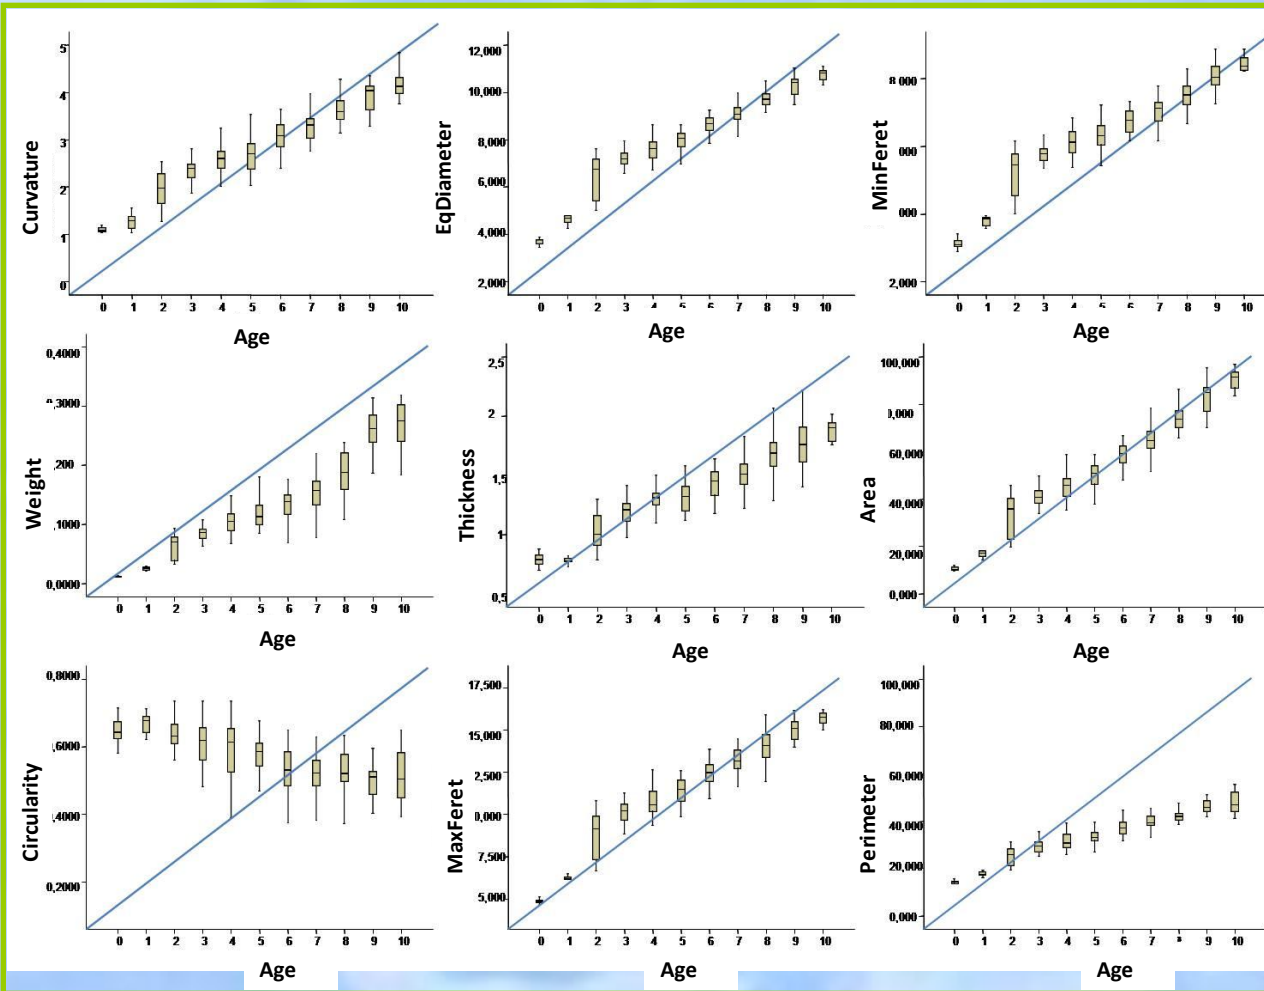 Curvature
5
4
3
2
1
0
0 1 2 3 4 5 6 7 8 9 10
Age
EqDiameter
12,000
10,000
8,000
6,000
4,000
2,000
0 1 2 3 4 5 6 7 8 9 10
Age
MinFeret
8 000
000
000
2,000
0 1 2 3 4 5 6 7 8 9 10
Age
Weight
0,4000
3000
,200
,1000
0,0000
0 1 2 3 4 5 6 7 8 9 10
Age
Thickness
2,5
2
1,5
1
0,5
0 1 2 3 4 5 6 7 8 9 10
Age
Area
100,000
,000
60,000
40,000
20,000
0,000
0 1 2 3 4 5 6 7 8 9 10
Age
Circularity
0,8000
,6000
,4000
0,2000
0 1 2 3 4 5 6 7 8 9 10
Age
MaxFeret
17,500
15,000
2,500
0,000
7,500
5,000
0 1 2 3 4 5 6 7 8 9 10
Age
Perimeter
100,000
80,000
60,000
40,000
20,000
0,000
0 1 2 3 4 5 6 7 9 10
Age